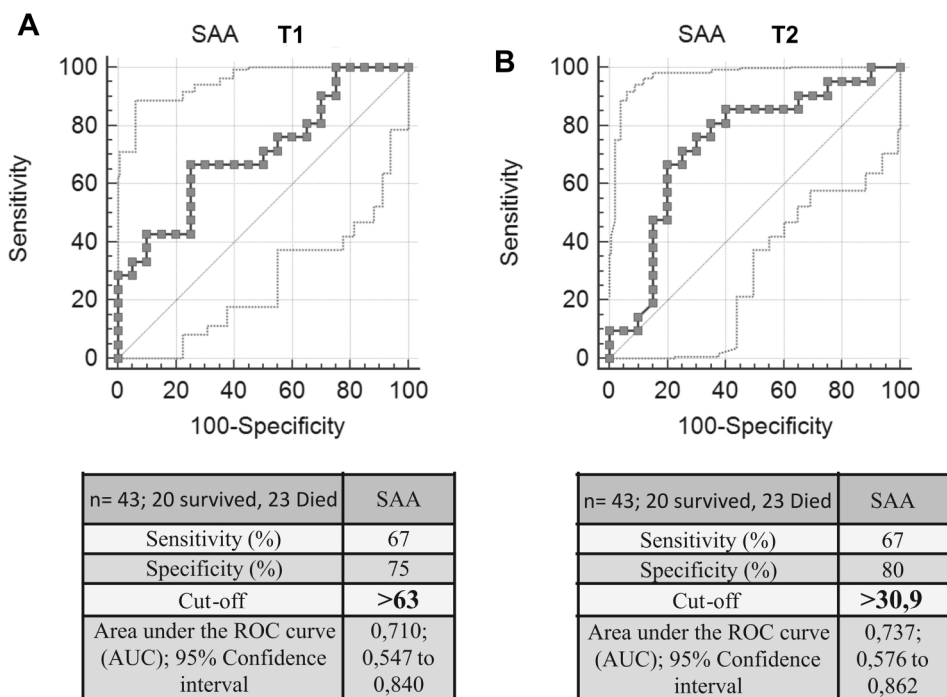 A
SAA T1
100
80
60
40
20
0
Sensitivity
0 20 40 60 80 100
100-Specificity
n= 43; 20 survived, 23 Died SAA
Sensitivity (%) 67
Specificity (%) 75
Cut-off >63
Area under the ROC curve (AUC); 95% Confidence interval 0,710; 0,547 to 0,840
B
SAA T2
100
80
60
40
20
0
Sensitivity
0 20 40 60 80 100
100-Specificity
n= 43; 20 survived, 23 Died SAA
Sensitivity (%) 67
Specificity (%) 80
Cut-off >30,9
Area under the ROC curve (AUC); 95% Confidence interval 0,737; 0,576 to 0,862